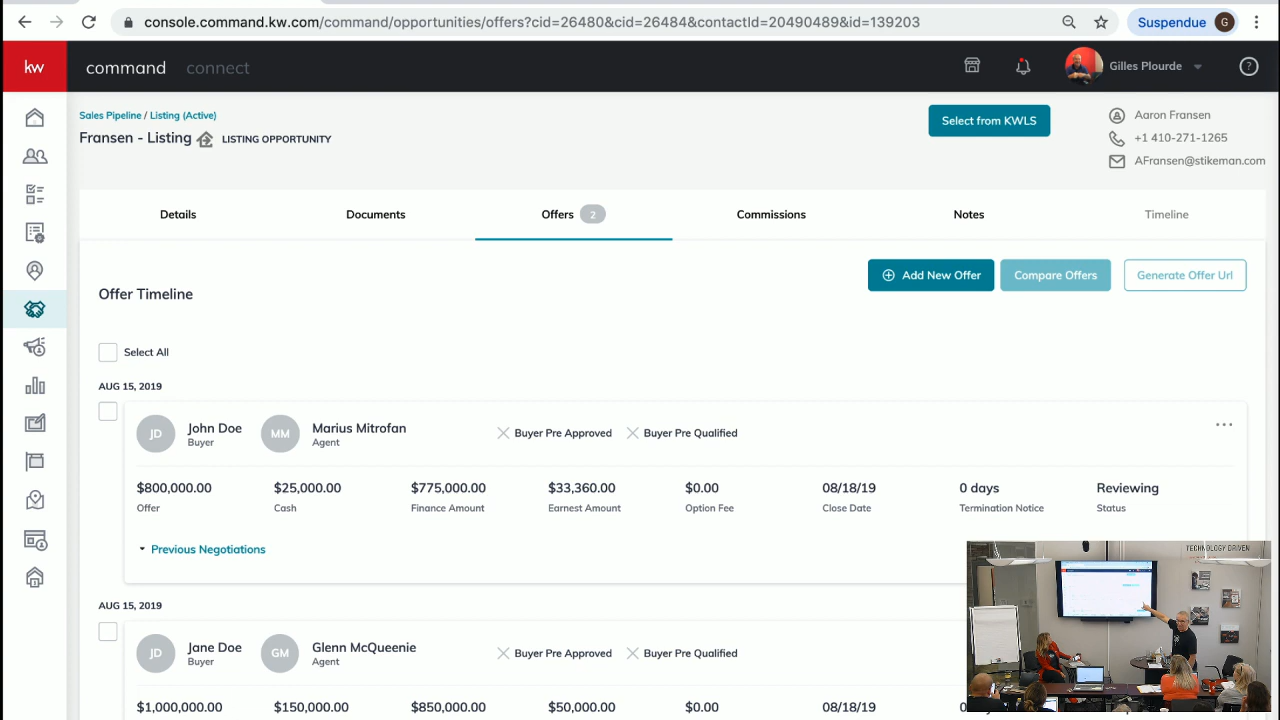 console.command.kw.com/command/opportunities/offers?cid=26480&cid=26484&contactId=20490489&id=139203
Suspendue G
kw command connect
Gilles Plourde
Sales Pipeline / Listing (Active)
Fransen - Listing LISTING OPPORTUNITY
Select from KWLS
Aaron Fransen
+1 410-271-1265
AFransen@stikeman.com
Details Documents Offers 2 Commissions Notes Timeline
Add New Offer Compare Offers Generate Offer Url
Offer Timeline
Select All
AUG 15, 2019
JD John Doe MM Marius Mitrofan Buyer Pre Approved Buyer Pre Qualified
Buyer Agent
$800,000.00 $25,000.00 $775,000.00 $33,360.00 $0.00 08/18/19 0 days Reviewing
Offer Cash Finance Amount Earnest Amount Option Fee Close Date Termination Notice Status
Previous Negotiations
TECHNOLOGY DRIVEN
AUG 15, 2019
JD Jane Doe GM Glenn McQueenie Buyer Pre Approved Buyer Pre Qualified
Buyer Agent
$1,000,000.00 $150,000.00 $850,000.00 $50,000.00 $0.00 08/18/19